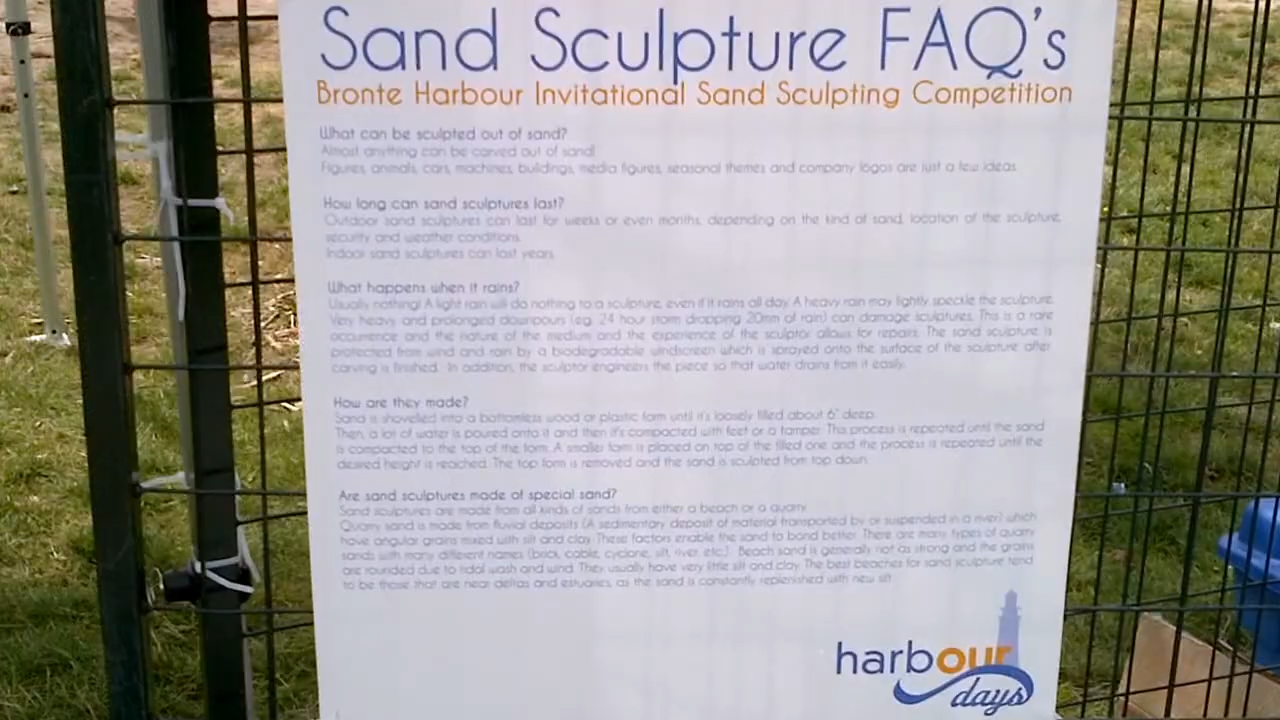 Sand Sculpture FAQ's
Bronte Harbour Invitational Sand Sculpting Competition
What can be sculpted out of sand?
Almost anything can be carved out of sand!
Figures, animals, cars, machines, buildings, media figures, seasonal themes and company logos are just a few ideas.
How long can sand sculptures last?
Outdoor sand sculptures can last for weeks or even months, depending on the kind of sand, location of the sculpture,
security and weather conditions.
Indoor sand sculptures can last years.
What happens when it rains?
Usually nothing! A light rain will do nothing to a sculpture, even if it rains all day. A heavy rain may lightly speckle the sculpture.
Very heavy and prolonged downpours (eg. 24 hour storm dropping 20mm of rain) can damage sculptures. This is a rare
occurrence and the nature of the medium and the experience of the sculptor allows for repairs. The sand sculpture is
protected from wind and rain by a biodegradable windscreen which is sprayed onto the surface of the sculpture after
carving is finished. In addition, the sculptor engineers the piece so that water drains from it easily.
How are they made?
Sand is shovelled into a bottomless wood or plastic form until it's loosely filled about 6" deep.
Then, a lot of water is poured onto it and then it's compacted with feet or a tamper. This process is repeated until the sand
is compacted to the top of the form. A smaller form is placed on top of the filled one and the process is repeated until the
desired height is reached. The top form is removed and the sand is sculpted from top down.
Are sand sculptures made of special sand?
Sand sculptures are made from all kinds of sands from either a beach or a quarry.
Quarry sand is made from fluvial deposits (A sedimentary deposit of material transported by or suspended in a river) which
have angular grains mixed with silt and clay. These factors enable the sand to bond better. There are many types of quarry
sands with many different names (brick, cable, cyclone, silt, river etc.). Beach sand is generally not as strong and the grains
are rounded due to tidal wash and wind. They usually have very little silt and clay. The best beaches for sand sculpture tend
to be those that are near deltas and estuaries, as the sand is constantly replenished with new silt.
harbour
days